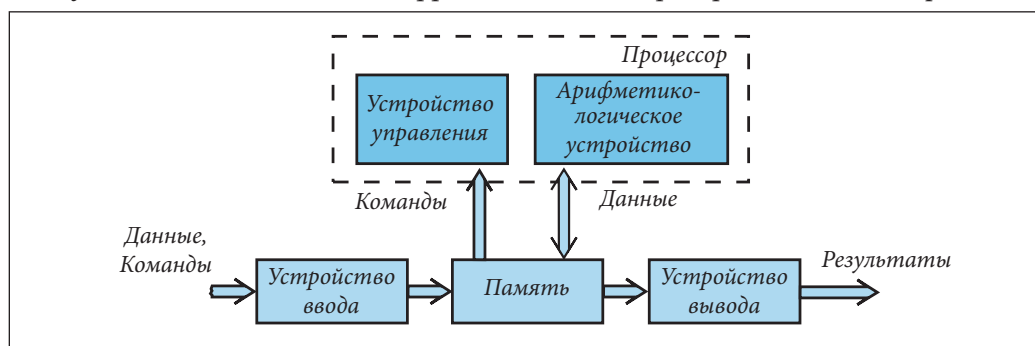 Процессор
Устройство
управления
Арифметико-
логическое
устройство
Команды
Данные
Данные,
Команды
Устройство
ввода
Память
Устройство
вывода
Результаты